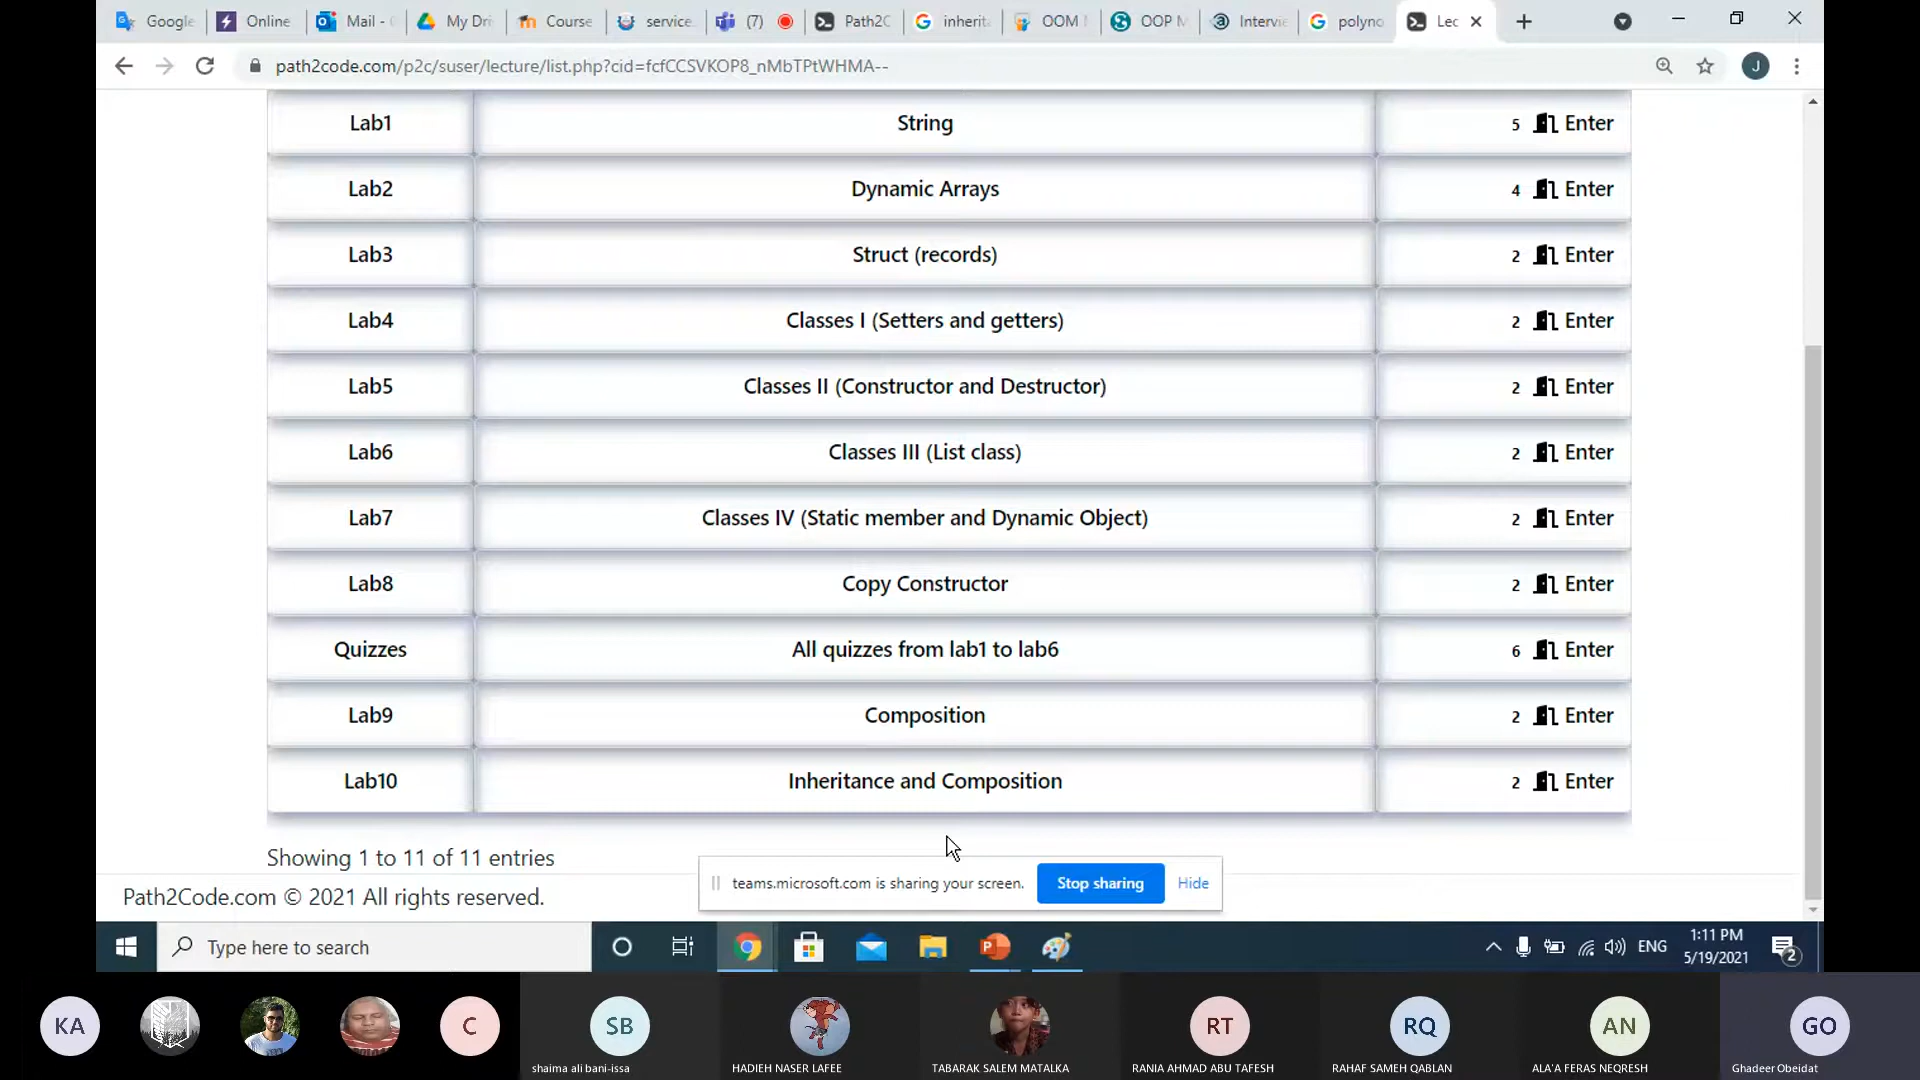 Google
Online
Mail -
My Dri
Course
service
(7)
Path2C
inherit
OOM
OOP M
Intervie
polyno
Lec
path2code.com/p2c/suser/lecture/list.php?cid=fcfCCSVKOP8_nMbTPtWHMA--
J
Lab1 String 5 Enter
Lab2 Dynamic Arrays 4 Enter
Lab3 Struct (records) 2 Enter
Lab4 Classes I (Setters and getters) 2 Enter
Lab5 Classes II (Constructor and Destructor) 2 Enter
Lab6 Classes III (List class) 2 Enter
Lab7 Classes IV (Static member and Dynamic Object) 2 Enter
Lab8 Copy Constructor 2 Enter
Quizzes All quizzes from lab1 to lab6 6 Enter
Lab9 Composition 2 Enter
Lab10 Inheritance and Composition 2 Enter
Showing 1 to 11 of 11 entries
teams.microsoft.com is sharing your screen. Stop sharing Hide
Path2Code.com © 2021 All rights reserved.
Type here to search
ENG
1:11 PM
5/19/2021
2
KA
C
SB
RT
RQ
AN
GO
shaima ali bani-issa
HADIEH NASER LAFEE
TABARAK SALEM MATALKA
RANIA AHMAD ABU TAFESH
RAHAF SAMEH QABLAN
ALA'A FERAS NEQRESH
Ghadeer Obeidat